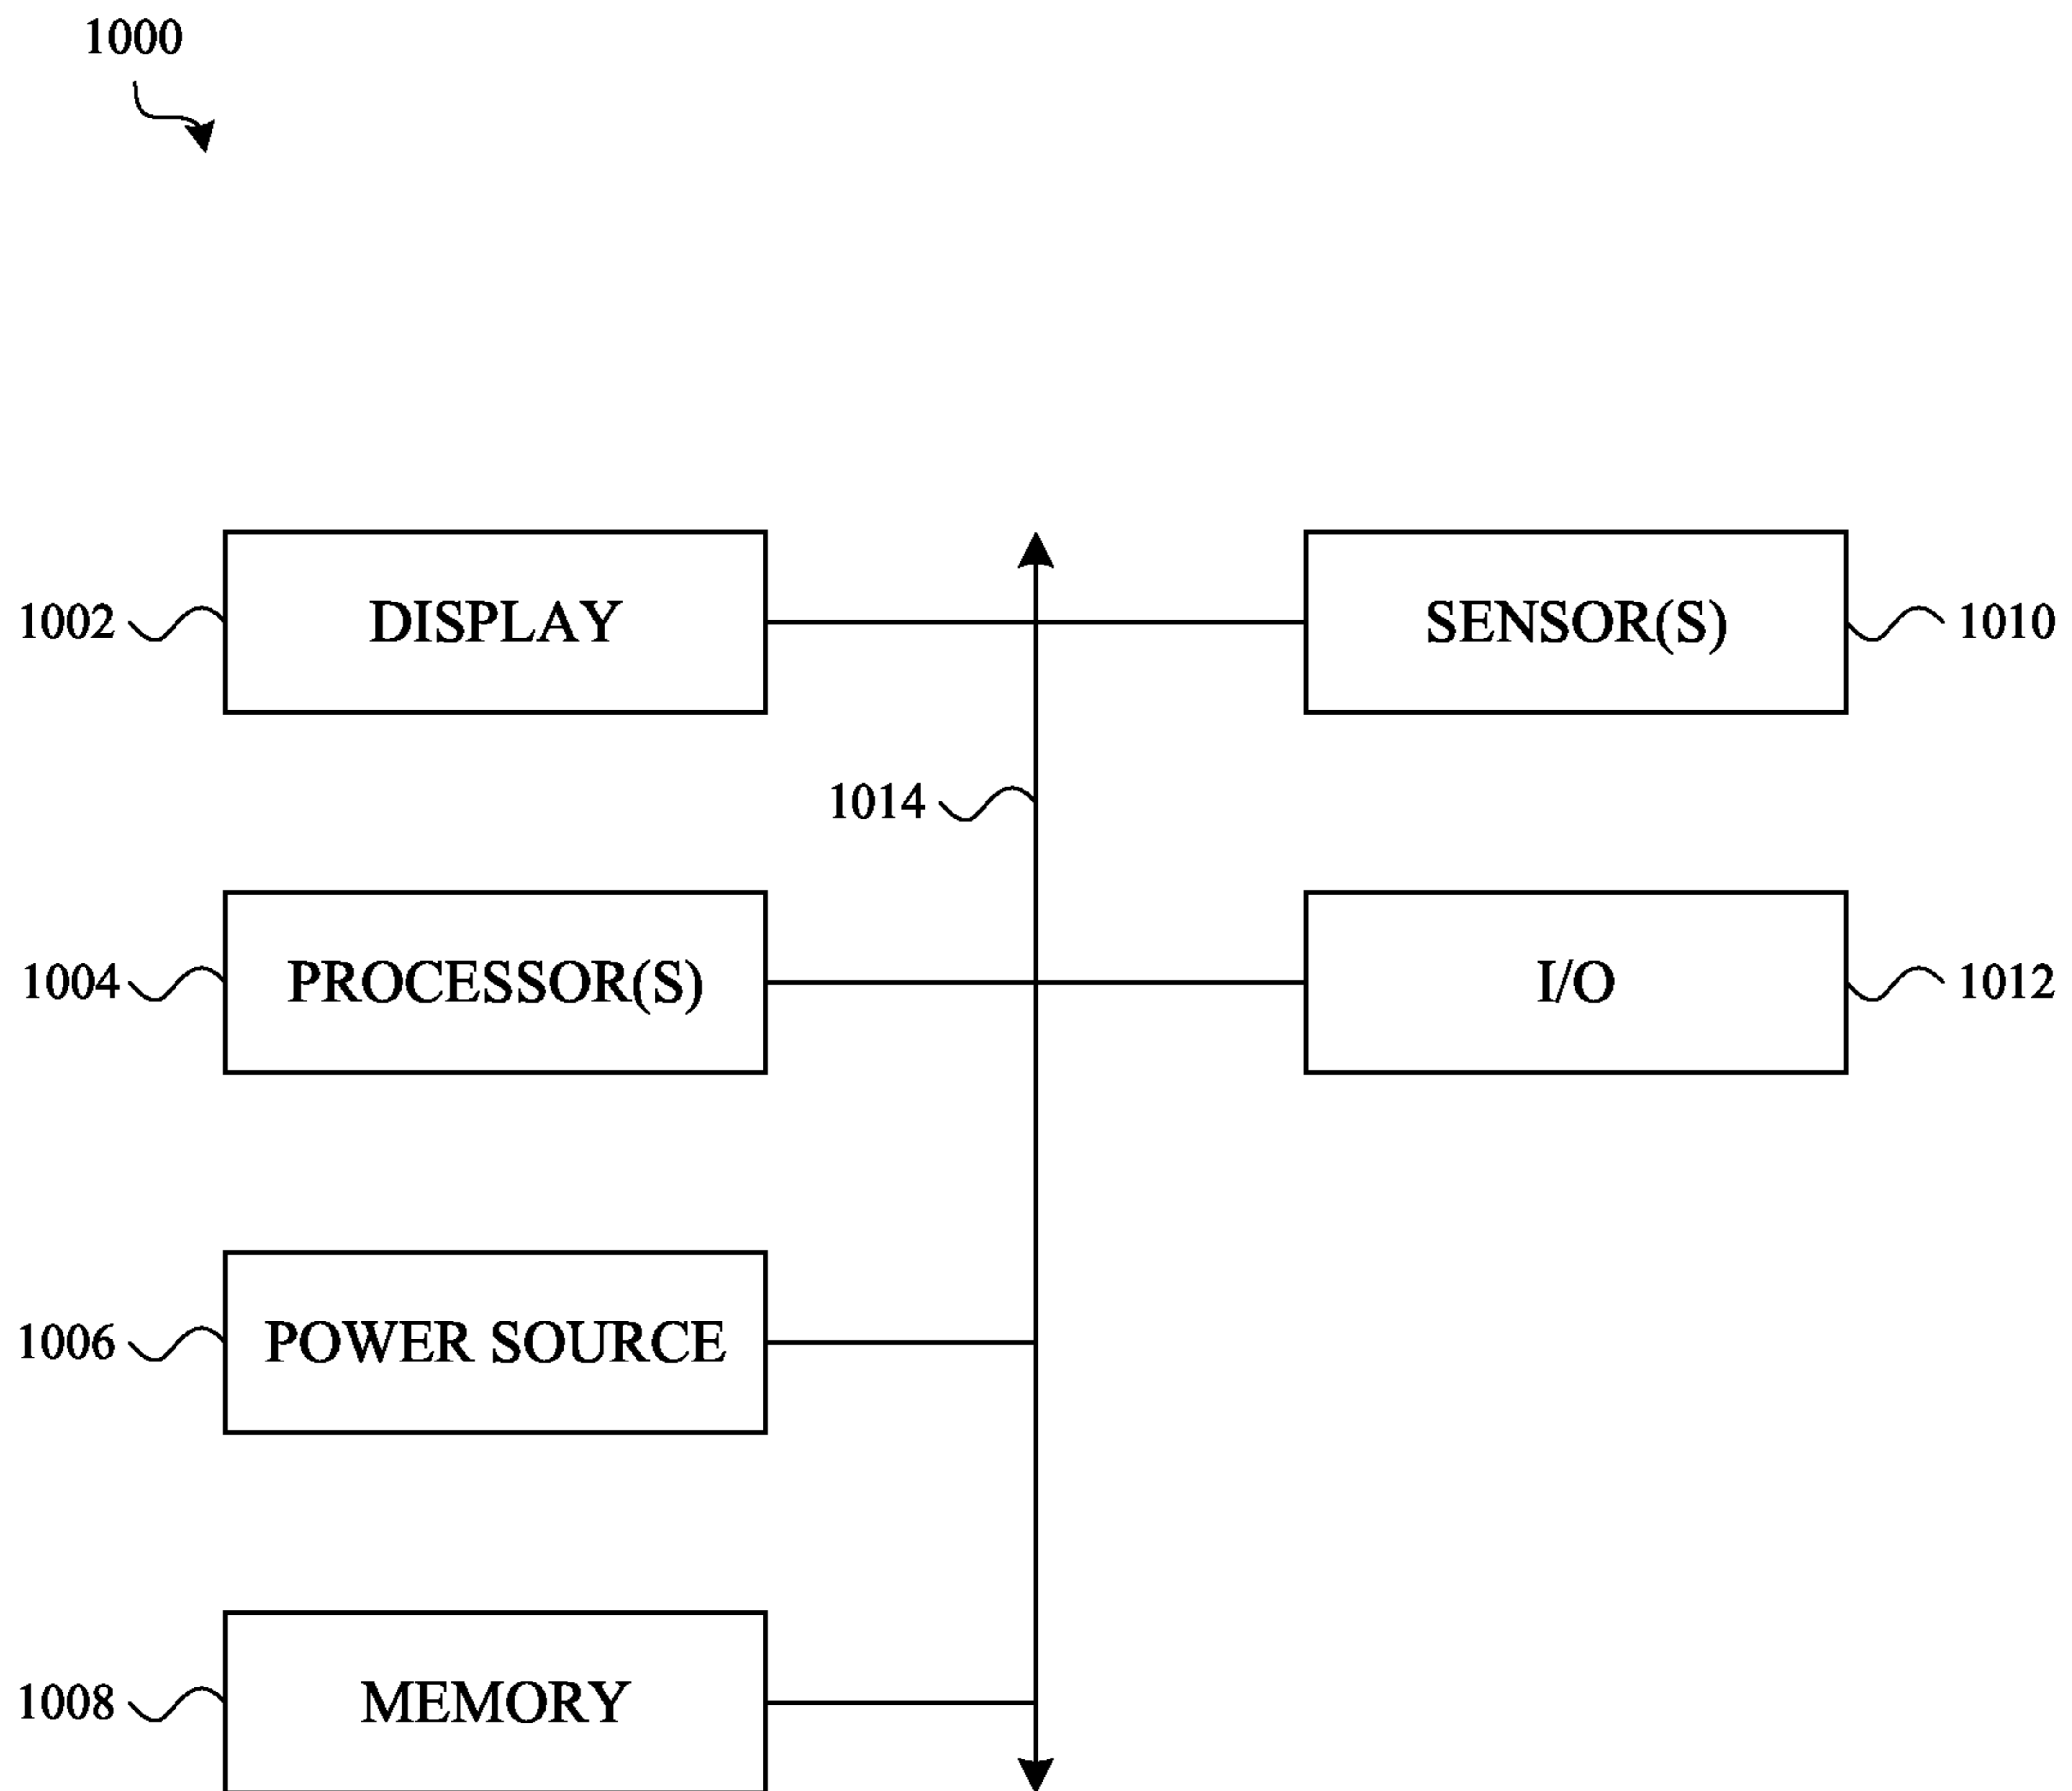 1000
1002
DISPLAY
SENSOR(S)
1010
1014
1004
PROCESSOR(S)
I/O
1012
1006
POWER SOURCE
1008
MEMORY